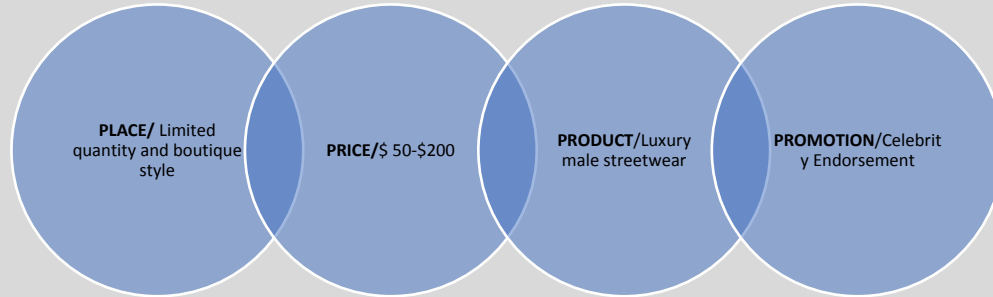 PLACE/ Limited
quantity and boutique
style
PRICE/$ 50-$200
PRODUCT/Luxury
male streetwear
PROMOTION/Celebrit
y Endorsement